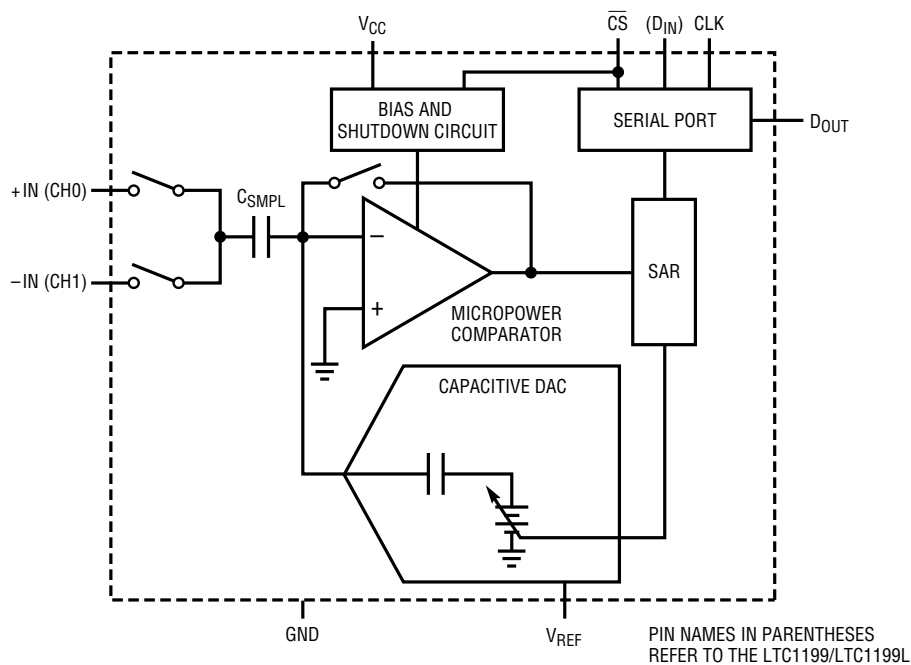 VCC
CS
(DIN)
CLK
BIAS AND
SHUTDOWN CIRCUIT
SERIAL PORT
DOUT
+IN (CH0)
CSMPL
−IN (CH1)
−
+
SAR
MICROPOWER
COMPARATOR
CAPACITIVE DAC
GND
VREF
PIN NAMES IN PARENTHESES
REFER TO THE LTC1199/LTC1199L